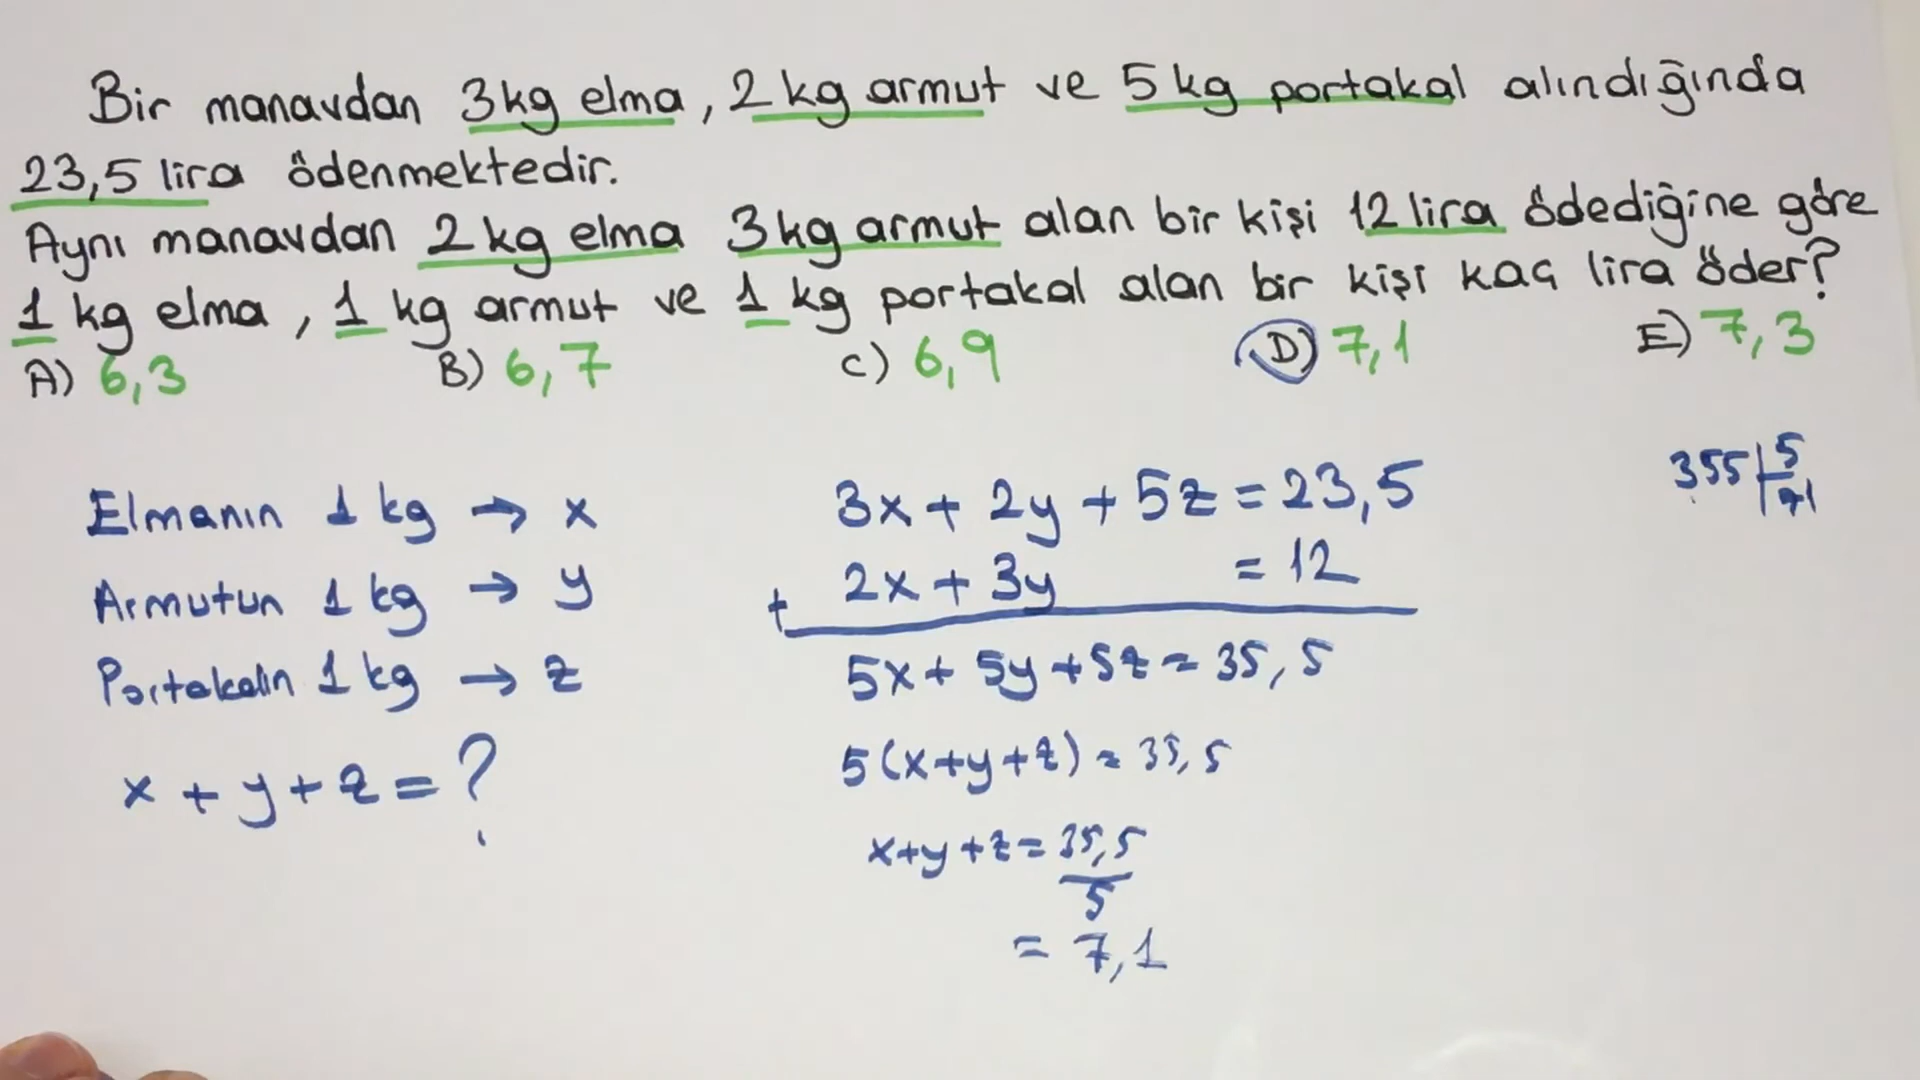 Bir manavdan 3kg elma, 2 kg armut ve 5 kg portakal alındığında
23,5 lira ödenmektedir.
Aynı manavdan 2 kg elma 3 kg armut alan bir kişi 12 lira ödediğine göre
1 kg elma, 1 kg armut ve 1 kg portakal alan bir kişi kaç lira öder?
A) 6,3 B) 6,7 C) 6,9 D) 7,1 E) 7,3
355 | 5
71
Elmanın 1 kg → x
Armutun 1 kg → y
Portakalın 1 kg → z
x + y + z = ?
3x + 2y + 5z = 23,5
+ 2x + 3y = 12
5x + 5y + 5z = 35,5
5(x+y+z) = 35,5
x+y+z = 35,5
5
= 7,1